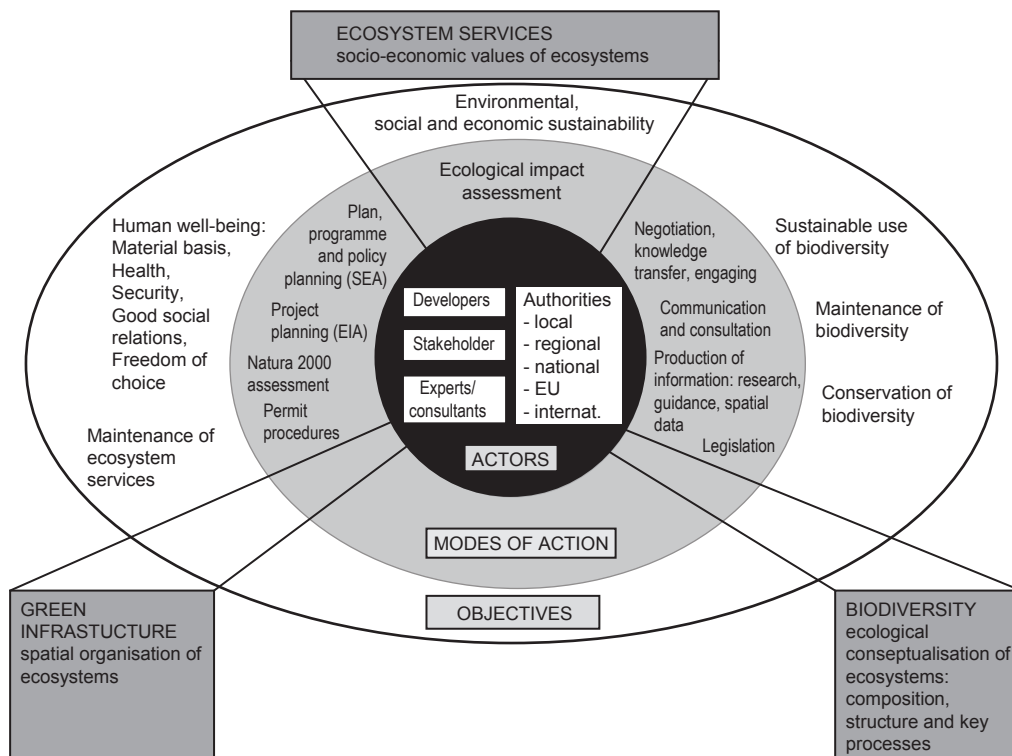 ECOSYSTEM SERVICES
socio-economic values of ecosystems
Environmental,
social and economic sustainability
Ecological impact
assessment
Human well-being:
Material basis,
Health,
Security,
Good social
relations,
Freedom of
choice
Maintenance of
ecosystem
services
Plan,
programme
and policy
planning (SEA)
Project
planning (EIA)
Natura 2000
assessment
Permit
procedures
Developers
Stakeholder
Experts/
consultants
Authorities
- local
- regional
- national
- EU
- internat.
ACTORS
Negotiation,
knowledge
transfer, engaging
Communication
and consultation
Production of
information: research,
guidance, spatial
data
Legislation
Sustainable use
of biodiversity
Maintenance of
biodiversity
Conservation of
biodiversity
MODES OF ACTION
OBJECTIVES
GREEN
INFRASTUCTURE
spatial organisation of
ecosystems
BIODIVERSITY
ecological
conseptualisation of
ecosystems:
composition,
structure and key
processes